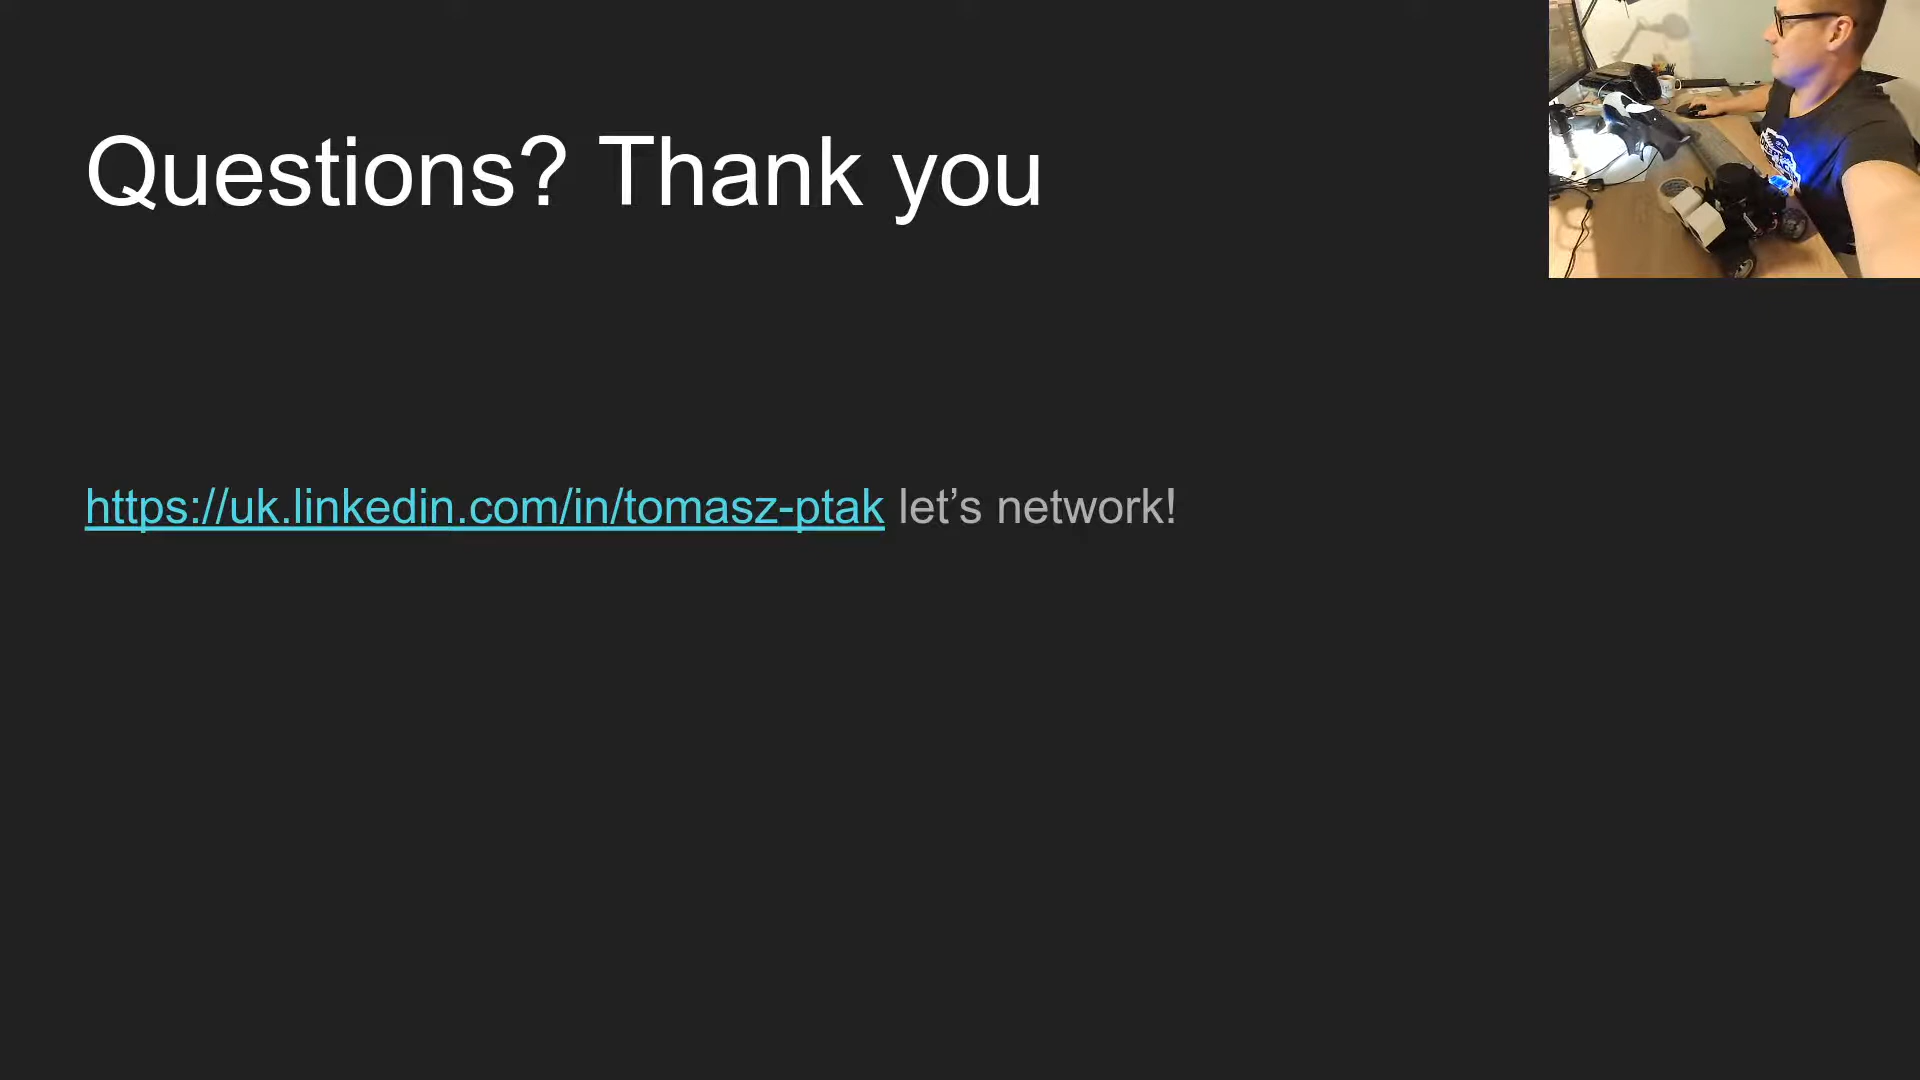 Questions? Thank you
https://uk.linkedin.com/in/tomasz-ptak let’s network!